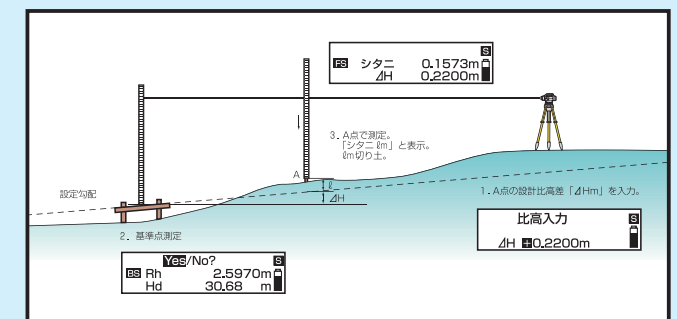 S
FS シタニ 0.1573m
⊿H 0.2200m
3. A点で測定。
「シタニ ℓm」と表示。
ℓm切り土。
A
ℓ
⊿H
設定勾配
1. A点の設計比高差「⊿Hm」を入力。
比高入力 S
⊿H +0.2200m
2. 基準点測定
Yes/No? S
BS Rh 2.5970m
Hd 30.68 m